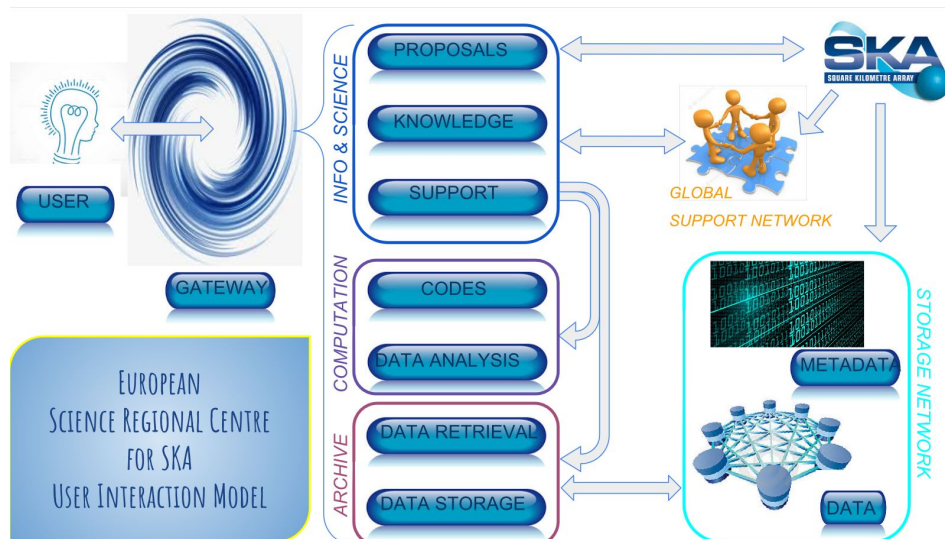 PROPOSALS
SKA
SQUARE KILOMETRE ARRAY
INFO & SCIENCE
KNOWLEDGE
USER
SUPPORT
GLOBAL
SUPPORT NETWORK
GATEWAY
CODES
COMPUTATION
DATA ANALYSIS
STORAGE NETWORK
METADATA
EUROPEAN
SCIENCE REGIONAL CENTRE
FOR SKA
USER INTERACTION MODEL
ARCHIVE
DATA RETRIEVAL
DATA STORAGE
DATA